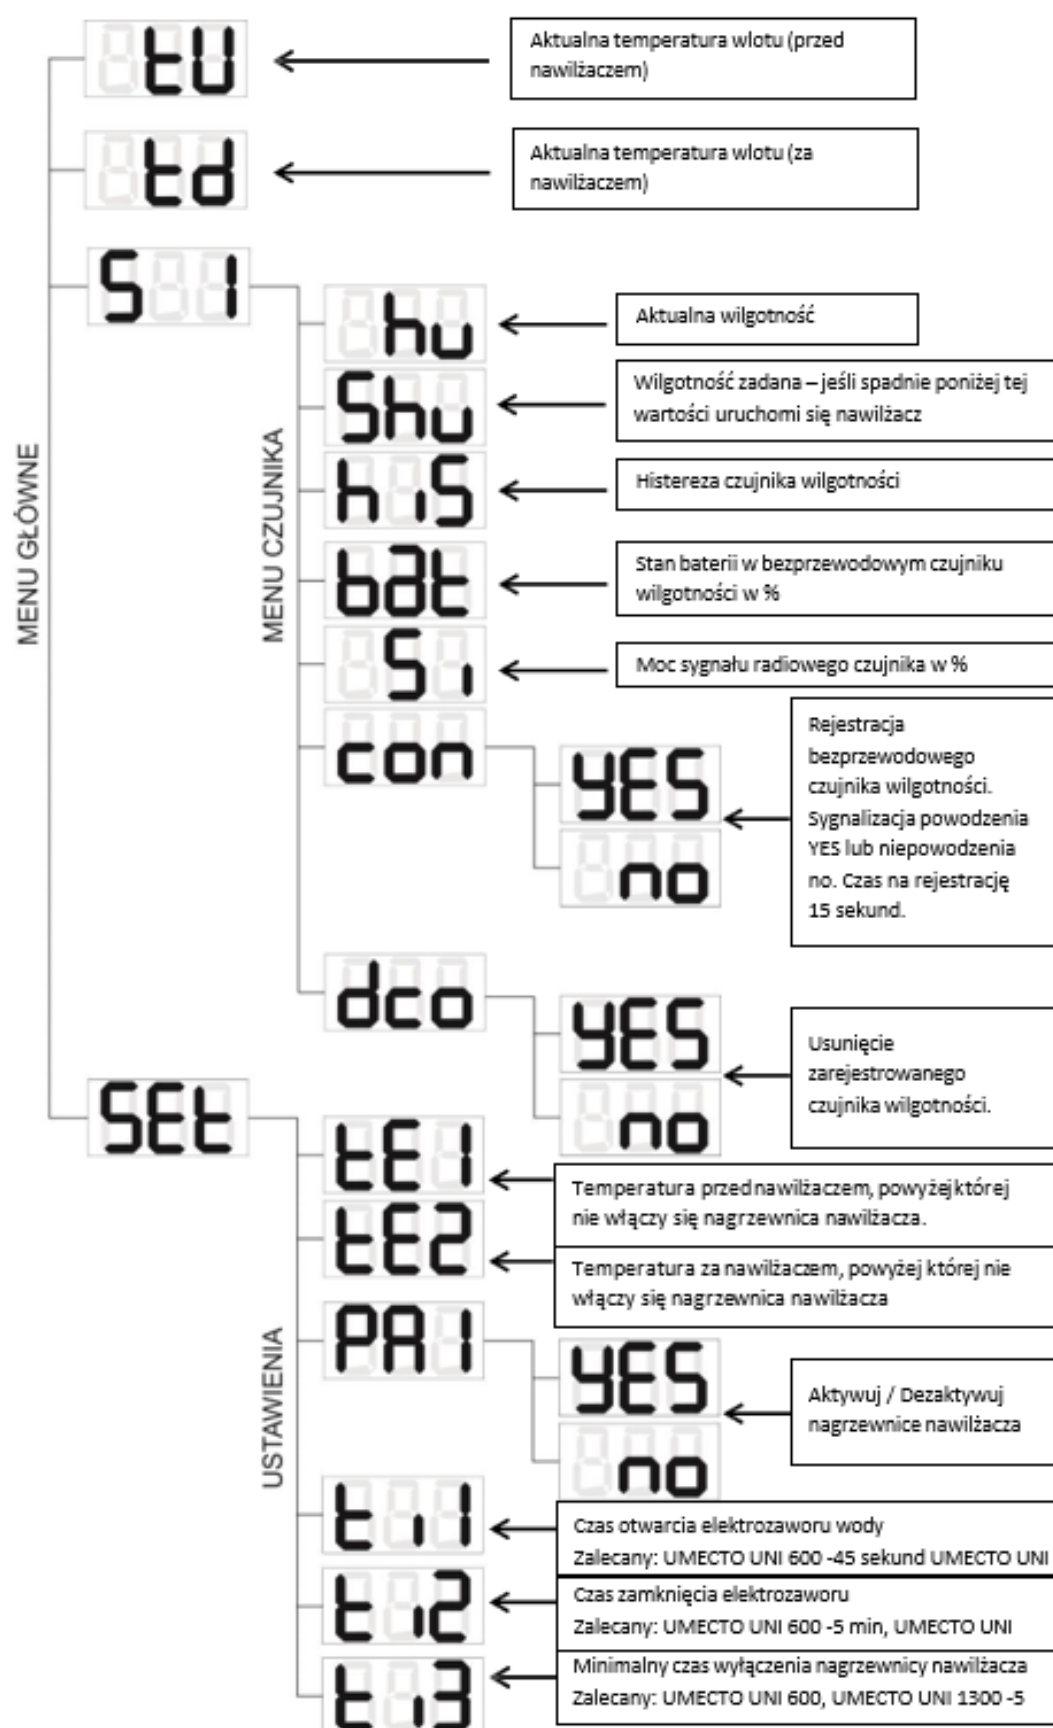 tU
Aktualna temperatura wlotu (przed
nawilżaczem)
td
Aktualna temperatura wlotu (za
nawilżaczem)
S 1
MENU GŁÓWNE
MENU CZUJNIKA
hu
Aktualna wilgotność
Shu
Wilgotność zadana – jeśli spadnie poniżej tej
wartości uruchomi się nawilżacz
hiS
Histereza czujnika wilgotności
bat
Stan baterii w bezprzewodowym czujniku
wilgotności w %
Si
Moc sygnału radiowego czujnika w %
con
YES
no
Rejestracja
bezprzewodowego
czujnika wilgotności.
Sygnalizacja powodzenia
YES lub niepowodzenia
no. Czas na rejestrację
15 sekund.
dco
YES
no
Usunięcie
zarejestrowanego
czujnika wilgotności.
SEt
USTAWIENIA
tE1
Temperatura przed nawilżaczem, powyżej której
nie włączy się nagrzewnica nawilżacza.
tE2
Temperatura za nawilżaczem, powyżej której nie
włączy się nagrzewnica nawilżacza
PA1
YES
no
Aktywuj / Dezaktywuj
nagrzewnice nawilżacza
ti1
Czas otwarcia elektrozaworu wody
Zalecany: UMECTO UNI 600 -45 sekund UMECTO UNI
ti2
Czas zamknięcia elektrozaworu
Zalecany: UMECTO UNI 600 -5 min, UMECTO UNI
ti3
Minimalny czas wyłączenia nagrzewnicy nawilżacza
Zalecany: UMECTO UNI 600, UMECTO UNI 1300 -5